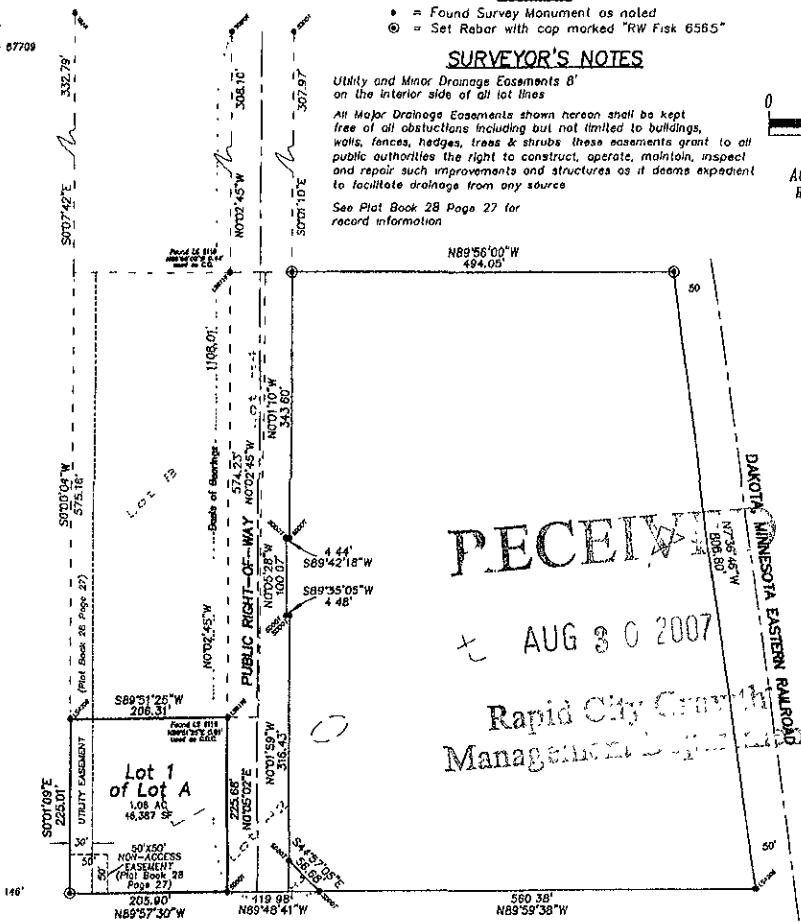 = Found Survey Monument as noted
= Set Rebar with cap marked "RW Fisk 6565"
SURVEYOR'S NOTES
Utility and Minor Drainage Easements 8'
on the interior side of all lot lines
All Major Drainage Easements shown hereon shall be kept
free of all obstuctions including but not limited to buildings,
walls, fences, hedges, trees & shrubs these easements grant to all
public authorities the right to construct, operate, maintain, inspect
and repair such improvements and structures as it deems expedient
to facilitate drainage from any source
See Plat Book 28 Page 27 for
record information
67709
0
332.79'
S0°07'42"E
308.10'
N0°02'45"W
307.97'
S0°01'10"E
N89°56'00"W
494.05'
50'
1108.01'
Basis of Bearings
N0°01'10"W
343.60'
574.23'
N0°02'45"W
S0°00'04"W
575.18'
N0°02'45"W
PUBLIC RIGHT-OF-WAY
(Plat Book 28 Page 27)
4 44'
S89°42'18"W
N0°05'28"W
100.07'
S89°35'05"W
4 48'
N7°36'46"W
806.80'
DAKOTA, MINNESOTA EASTERN RAILROAD
RECEIVED
AUG 30 2007
Rapid City Growth
Management Department
S89°51'25"W
206.31'
Lot 1
of Lot A
1.06 AC
46,387 SF
UTILITY EASEMENT
S0°01'09"E
225.01'
225.68'
N0°05'02"E
N0°01'59"W
316.43'
S44°57'05"E
56.68'
30'
50'
50'
50'X50'
NON-ACCESS
EASEMENT
(Plat Book 28
Page 27)
50'
146'
205.90'
N89°57'30"W
119 98'
N89°48'41"W
560 38'
N89°59'38"W